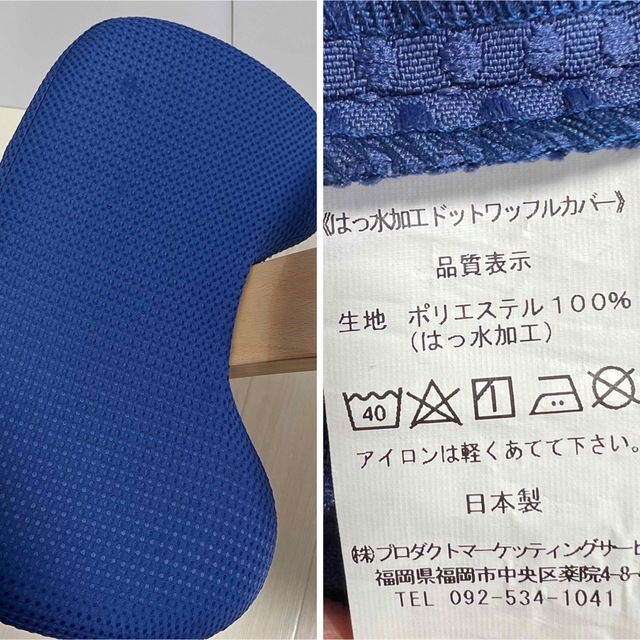 《はっ水加工ドットワッフルカバー》
品質表示
生地 ポリエステル100%
(はっ水加工)
40
アイロンは軽くあてて下さい。
日本製
(株)プロダクトマーケッティングサービ
福岡県福岡市中央区薬院4-8-
TEL 092-534-1041